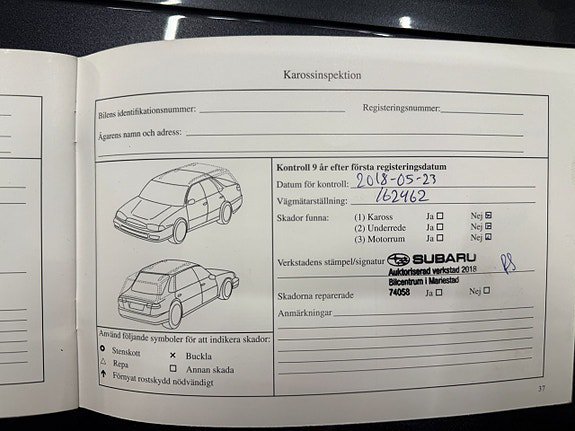 Karossinspektion
Bilens identifikationsnummer: Registeringsnummer:
Ägarens namn och adress:
Kontroll 9 år efter första registeringsdatum
Datum för kontroll: 2018-05-23
Vägmätarställning: 162462
Skador funna: (1) Kaross Ja Nej
(2) Underrede Ja Nej
(3) Motorrum Ja Nej
Verkstadens stämpel/signatur SUBARU
Auktoriserad verkstad 2018
Bilcentrum i Mariestad
74058
Skadorna reparerade Ja Nej
Anmärkningar
Använd följande symboler för att indikera skador:
Stenskott × Buckla
Repa Annan skada
Förnyat rostskydd nödvändigt
37